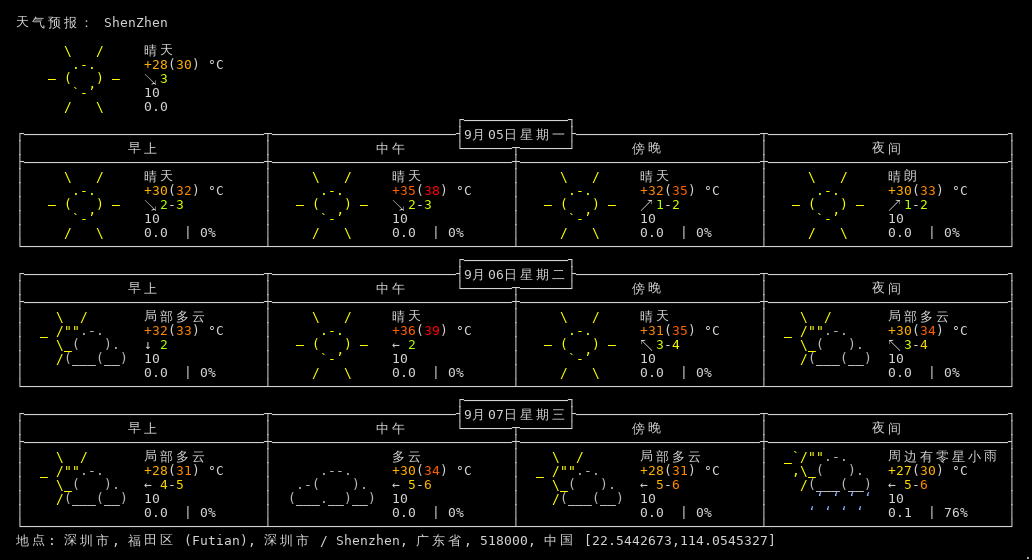 天气预报： ShenZhen
晴天
+28(30) °C
↘3
10
0.0
9月05日星期一
早上 中午 傍晚 夜间
晴天 晴天 晴天 晴朗
+30(32) °C +35(38) °C +32(35) °C +30(33) °C
↘2-3 ↘2-3 ↗1-2 ↗1-2
10 10 10 10
0.0 | 0% 0.0 | 0% 0.0 | 0% 0.0 | 0%
9月06日星期二
早上 中午 傍晚 夜间
局部多云 晴天 晴天 局部多云
+32(33) °C +36(39) °C +31(35) °C +30(34) °C
↓ 2 ← 2 ↖3-4 ↖3-4
10 10 10 10
0.0 | 0% 0.0 | 0% 0.0 | 0% 0.0 | 0%
9月07日星期三
早上 中午 傍晚 夜间
局部多云 多云 局部多云 周边有零星小雨
+28(31) °C +30(34) °C +28(31) °C +27(30) °C
← 4-5 ← 5-6 ← 5-6 ← 5-6
10 10 10 10
0.0 | 0% 0.0 | 0% 0.0 | 0% 0.1 | 76%
地点: 深圳市, 福田区 (Futian), 深圳市 / Shenzhen, 广东省, 518000, 中国 [22.5442673,114.0545327]